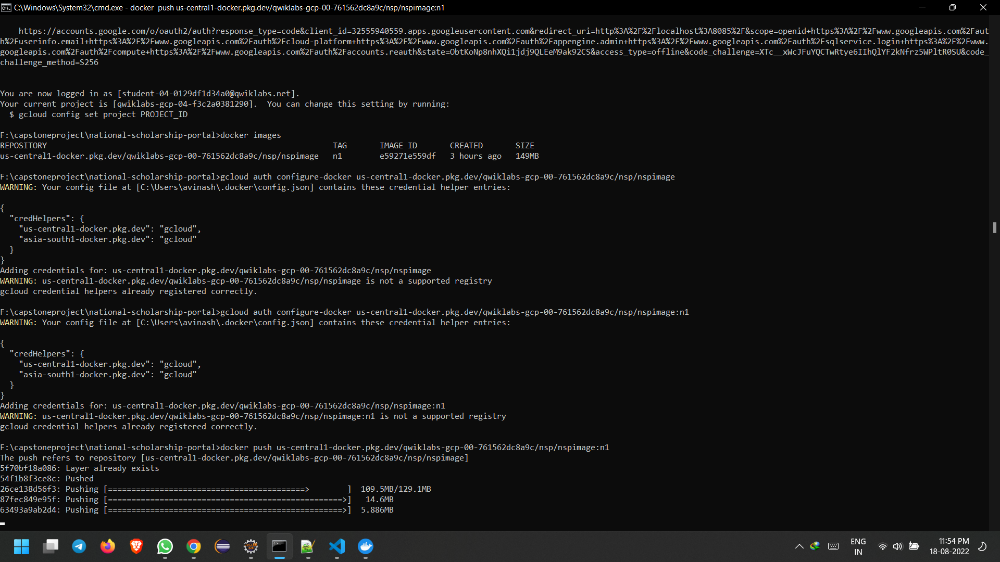 C:\Windows\System32\cmd.exe - docker  push us-central1-docker.pkg.dev/qwiklabs-gcp-00-761562dc8a9c/nsp/nspimage:n1
https://accounts.google.com/o/oauth2/auth?response_type=code&client_id=32555940559.apps.googleusercontent.com&redirect_uri=http%3A%2F%2Flocalhost%3A8085%2F&scope=openid+https%3A%2F%2Fwww.googleapis.com%2Faut
h%2Fuserinfo.email+https%3A%2F%2Fwww.googleapis.com%2Fauth%2Fcloud-platform+https%3A%2F%2Fwww.googleapis.com%2Fauth%2Fappengine.admin+https%3A%2F%2Fwww.googleapis.com%2Fauth%2Fsqlservice.login+https%3A%2F%2Fwww.
googleapis.com%2Fauth%2Fcompute+https%3A%2F%2Fwww.googleapis.com%2Fauth%2Faccounts.reauth&state=ObtKoNp8nhXQi1jdj9QLEeM9ak92CS&access_type=offline&code_challenge=XTc__xWcJFuYQCTwRtye6IIhQlYF2kNfrz5WPltR0SU&code_
challenge_method=S256
You are now logged in as [student-04-0129df1d34a0@qwiklabs.net].
Your current project is [qwiklabs-gcp-04-f3c2a0381290].  You can change this setting by running:
$ gcloud config set project PROJECT_ID
F:\capstoneproject\national-scholarship-portal>docker images
REPOSITORY TAG IMAGE ID CREATED SIZE
us-central1-docker.pkg.dev/qwiklabs-gcp-00-761562dc8a9c/nsp/nspimage n1 e59271e559df 3 hours ago 149MB
F:\capstoneproject\national-scholarship-portal>gcloud auth configure-docker us-central1-docker.pkg.dev/qwiklabs-gcp-00-761562dc8a9c/nsp/nspimage
WARNING: Your config file at [C:\Users\avinash\.docker\config.json] contains these credential helper entries:
{
"credHelpers": {
"us-central1-docker.pkg.dev": "gcloud",
"asia-south1-docker.pkg.dev": "gcloud"
}
}
Adding credentials for: us-central1-docker.pkg.dev/qwiklabs-gcp-00-761562dc8a9c/nsp/nspimage
WARNING: us-central1-docker.pkg.dev/qwiklabs-gcp-00-761562dc8a9c/nsp/nspimage is not a supported registry
gcloud credential helpers already registered correctly.
F:\capstoneproject\national-scholarship-portal>gcloud auth configure-docker us-central1-docker.pkg.dev/qwiklabs-gcp-00-761562dc8a9c/nsp/nspimage:n1
WARNING: Your config file at [C:\Users\avinash\.docker\config.json] contains these credential helper entries:
{
"credHelpers": {
"us-central1-docker.pkg.dev": "gcloud",
"asia-south1-docker.pkg.dev": "gcloud"
}
}
Adding credentials for: us-central1-docker.pkg.dev/qwiklabs-gcp-00-761562dc8a9c/nsp/nspimage:n1
WARNING: us-central1-docker.pkg.dev/qwiklabs-gcp-00-761562dc8a9c/nsp/nspimage:n1 is not a supported registry
gcloud credential helpers already registered correctly.
F:\capstoneproject\national-scholarship-portal>docker push us-central1-docker.pkg.dev/qwiklabs-gcp-00-761562dc8a9c/nsp/nspimage:n1
The push refers to repository [us-central1-docker.pkg.dev/qwiklabs-gcp-00-761562dc8a9c/nsp/nspimage]
5f70bf18a086: Layer already exists
54f1b8f3ce8c: Pushed
26ce138d56f3: Pushing [==========================================>        ]  109.5MB/129.1MB
87fec849e95f: Pushing [==================================================>]   14.6MB
63493a9ab2d4: Pushing [==================================================>]  5.886MB
ENG
IN
11:54 PM
18-08-2022